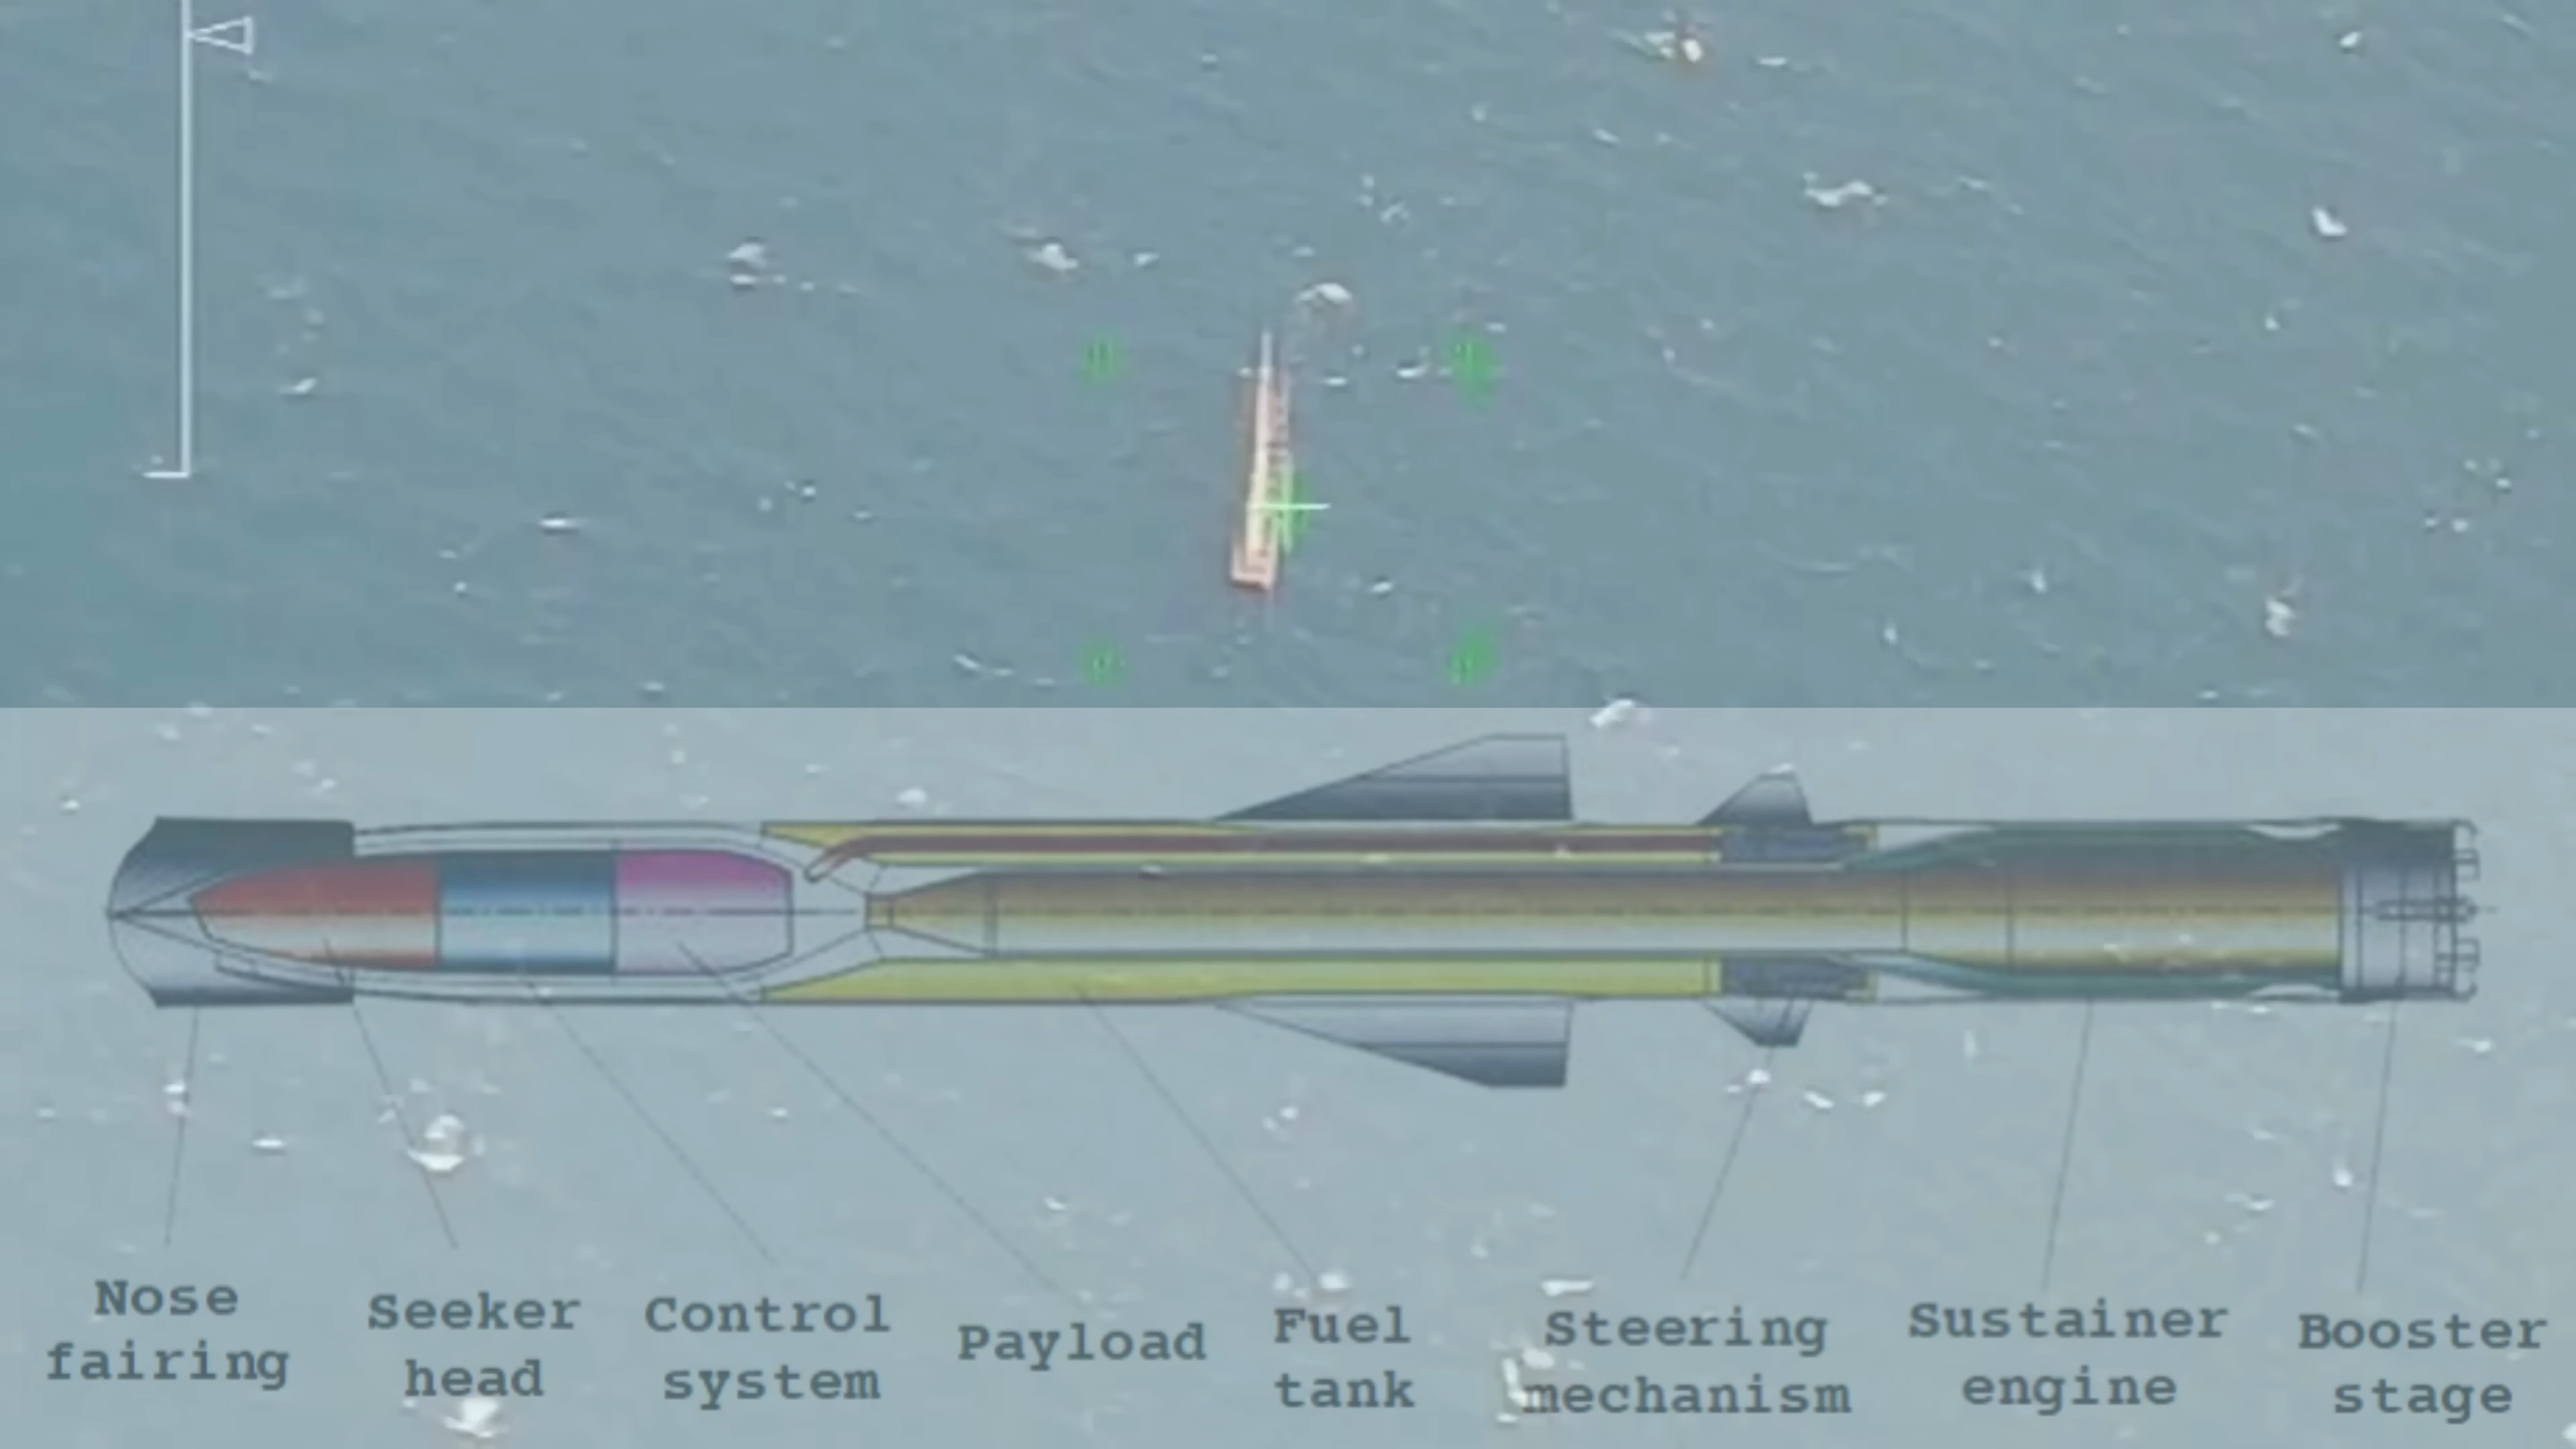 Nose
fairing
Seeker
head
Control
system
Payload
Fuel
tank
Steering
mechanism
Sustainer
engine
Booster
stage